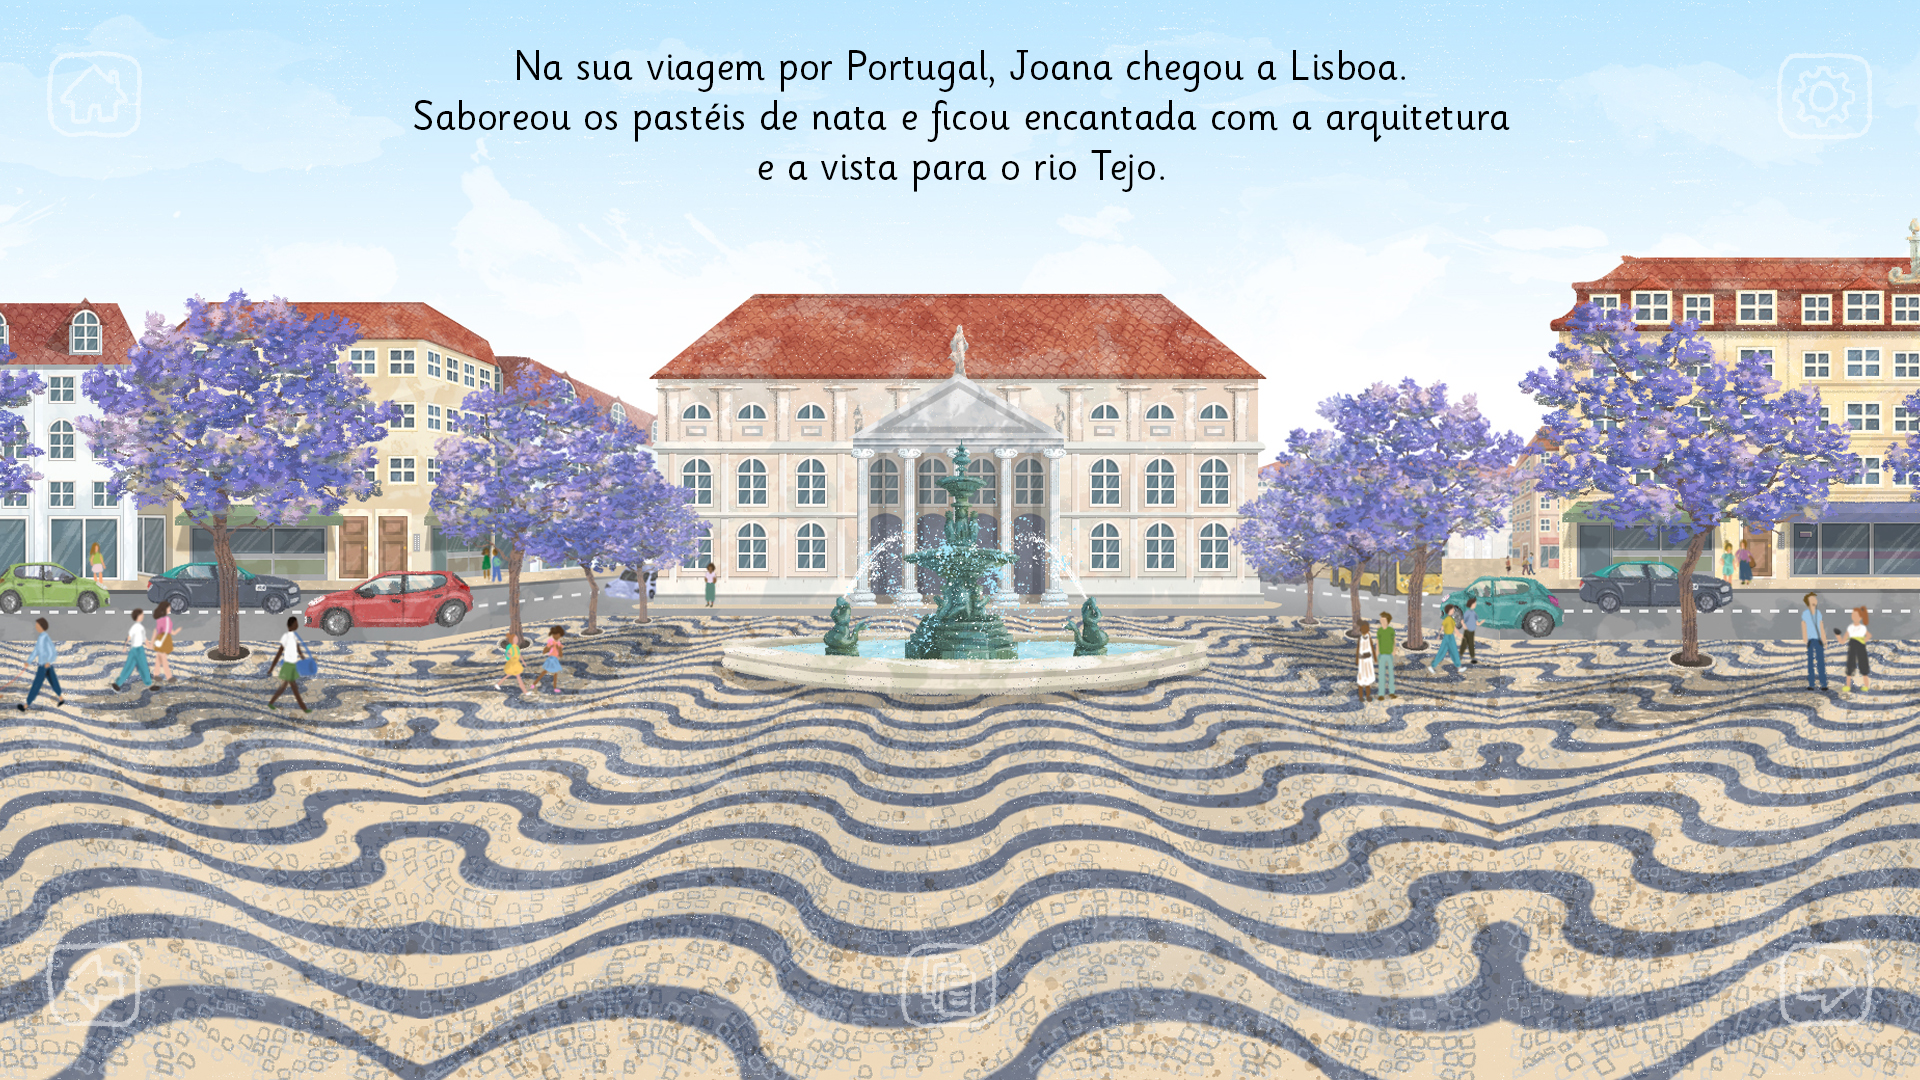 Na sua viagem por Portugal, Joana chegou a Lisboa.
Saboreou os pastéis de nata e ficou encantada com a arquitetura
e a vista para o rio Tejo.